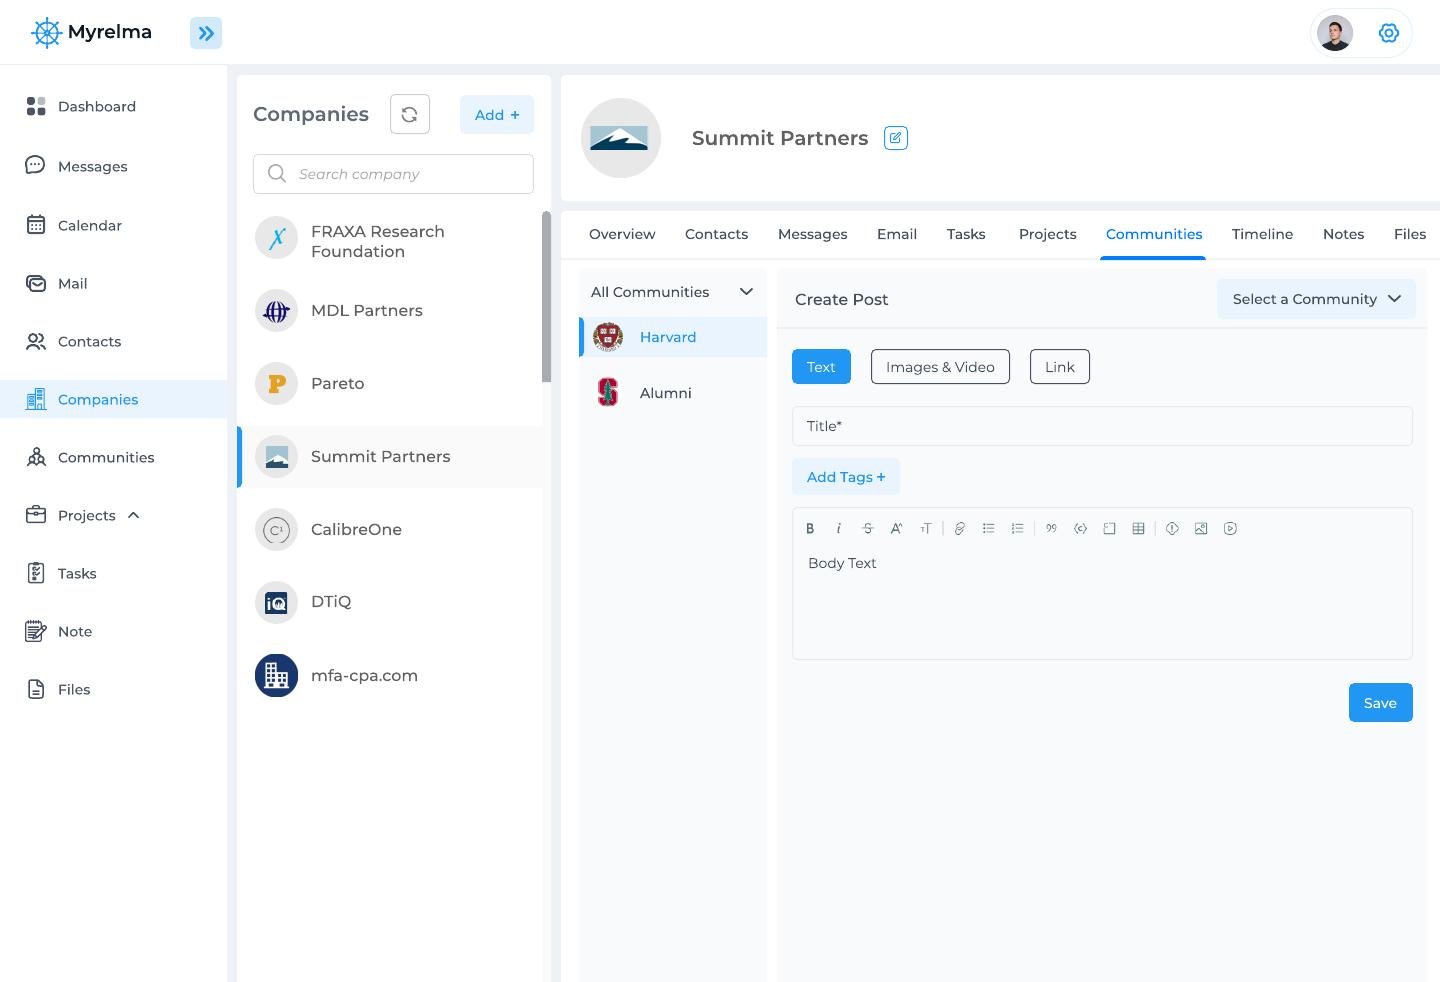 Myrelma
Dashboard
Messages
Calendar
Mail
Contacts
Companies
Communities
Projects
Tasks
Note
Files
Companies
Add +
Search company
FRAXA Research
Foundation
MDL Partners
P
Pareto
Summit Partners
C1
CalibreOne
iQ
DTiQ
mfa-cpa.com
Summit Partners
Overview Contacts Messages Email Tasks Projects Communities Timeline Notes Files
All Communities
Harvard
S
Alumni
Create Post
Select a Community
Text Images & Video Link
Title*
Add Tags +
B i S A TT
Body Text
Save